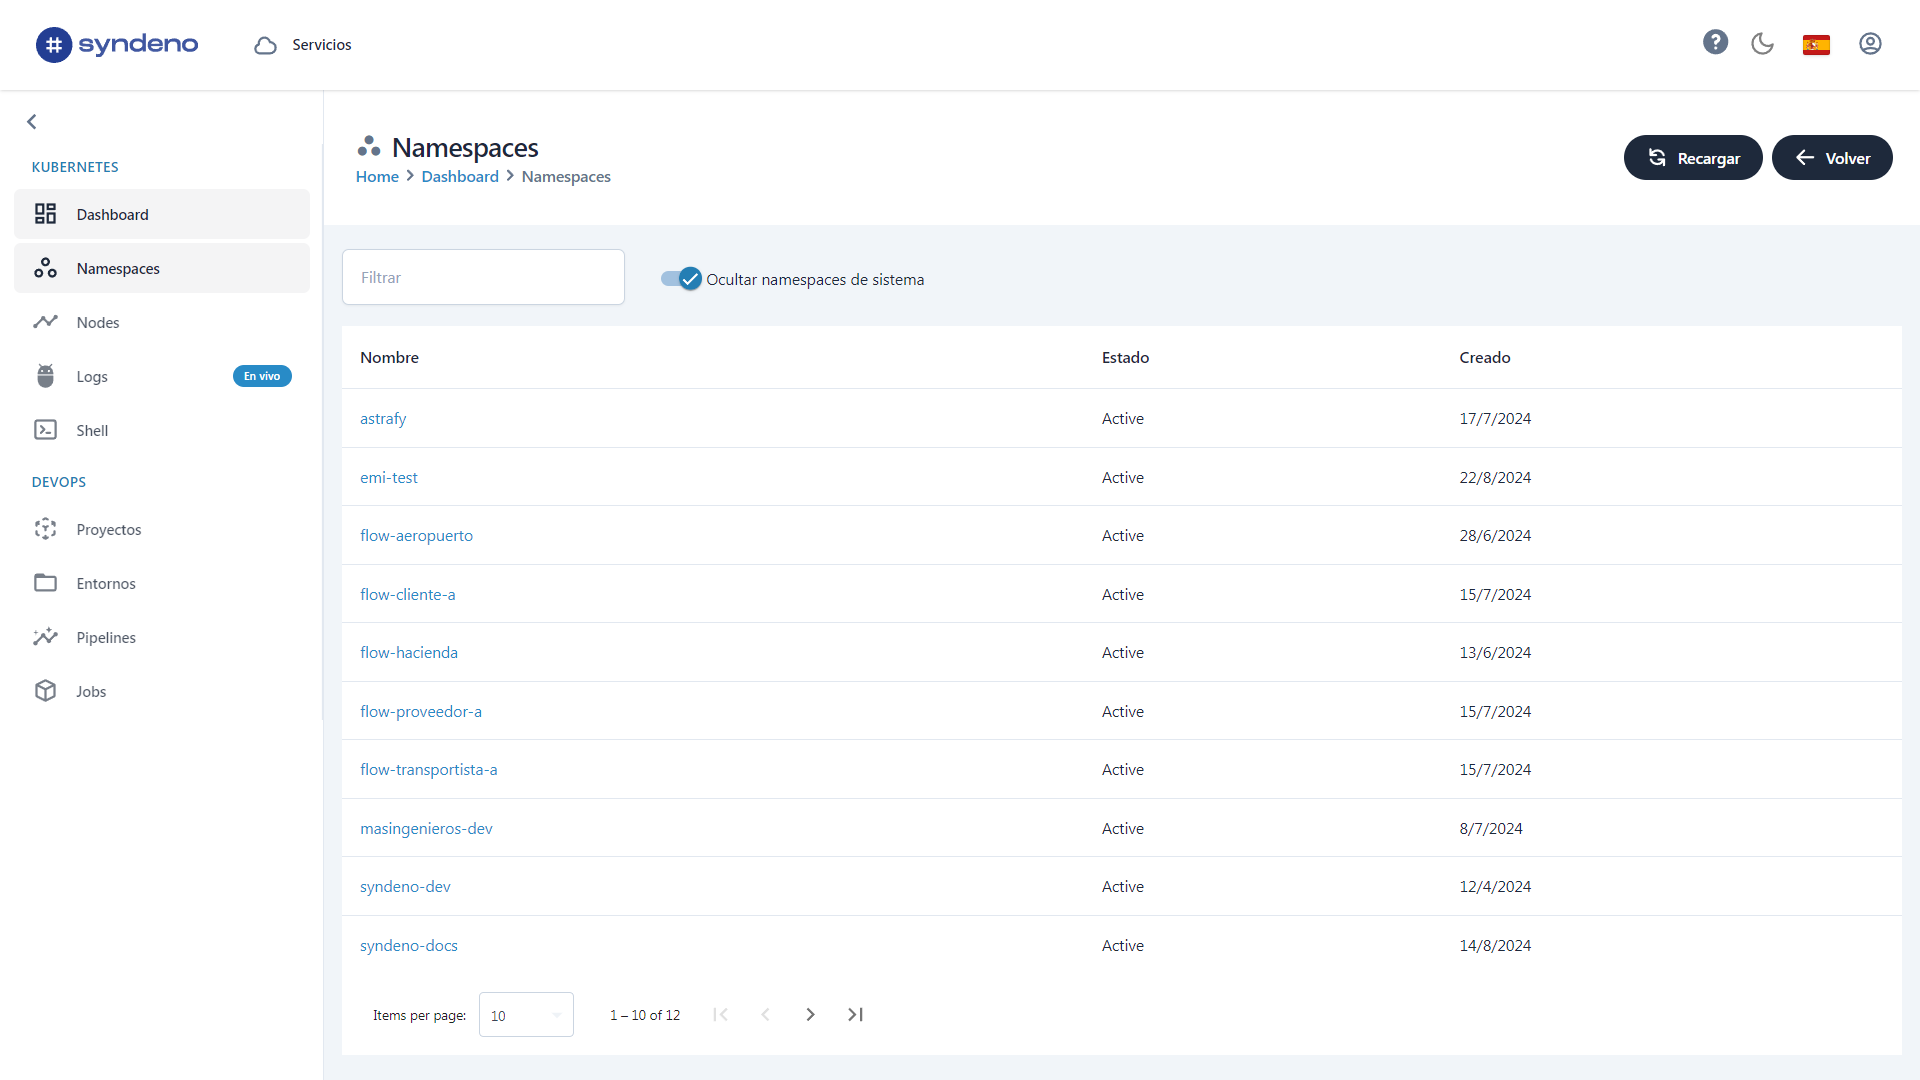 syndeno
Servicios
KUBERNETES
Dashboard
Namespaces
Nodes
Logs
En vivo
Shell
DEVOPS
Proyectos
Entornos
Pipelines
Jobs
Namespaces
Home > Dashboard > Namespaces
Recargar
Volver
Filtrar
Ocultar namespaces de sistema
Nombre Estado Creado
astrafy Active 17/7/2024
emi-test Active 22/8/2024
flow-aeropuerto Active 28/6/2024
flow-cliente-a Active 15/7/2024
flow-hacienda Active 13/6/2024
flow-proveedor-a Active 15/7/2024
flow-transportista-a Active 15/7/2024
masingenieros-dev Active 8/7/2024
syndeno-dev Active 12/4/2024
syndeno-docs Active 14/8/2024
Items per page: 10 1 – 10 of 12